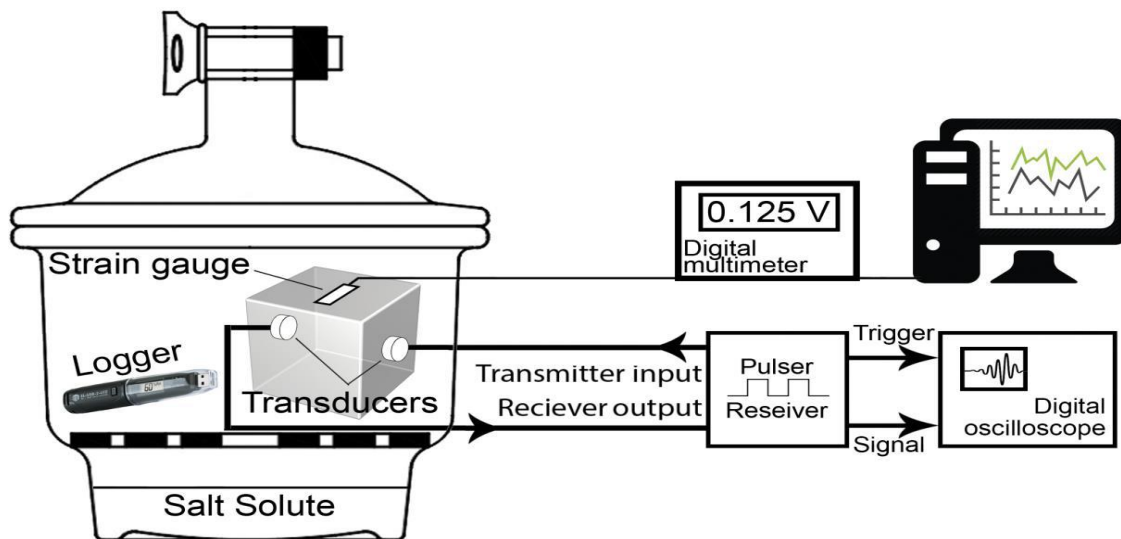 0.125 V
Digital
multimeter
Strain gauge
Logger
Transducers
Transmitter input
Reciever output
Pulser
Reseiver
Trigger
Signal
Digital
oscilloscope
Salt Solute